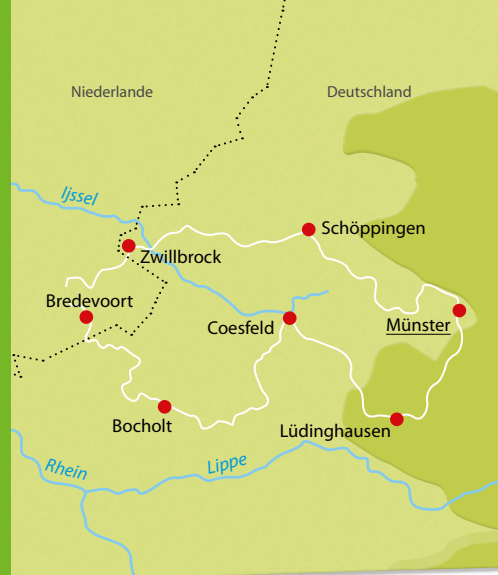 Niederlande
Deutschland
Ijssel
Schöppingen
Zwillbrock
Bredevoort
Coesfeld
Münster
Bocholt
Lüdinghausen
Rhein
Lippe